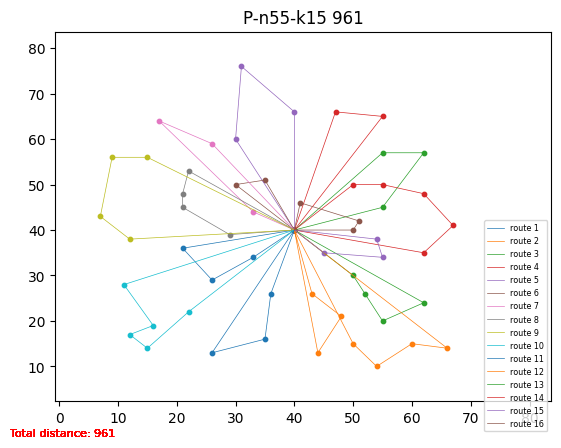 P-n55-k15 961
80
70
60
50
40
30
20
10
0 10 20 30 40 50 60 70 80
route 1
route 2
route 3
route 4
route 5
route 6
route 7
route 8
route 9
route 10
route 11
route 12
route 13
route 14
route 15
route 16
Total distance: 961